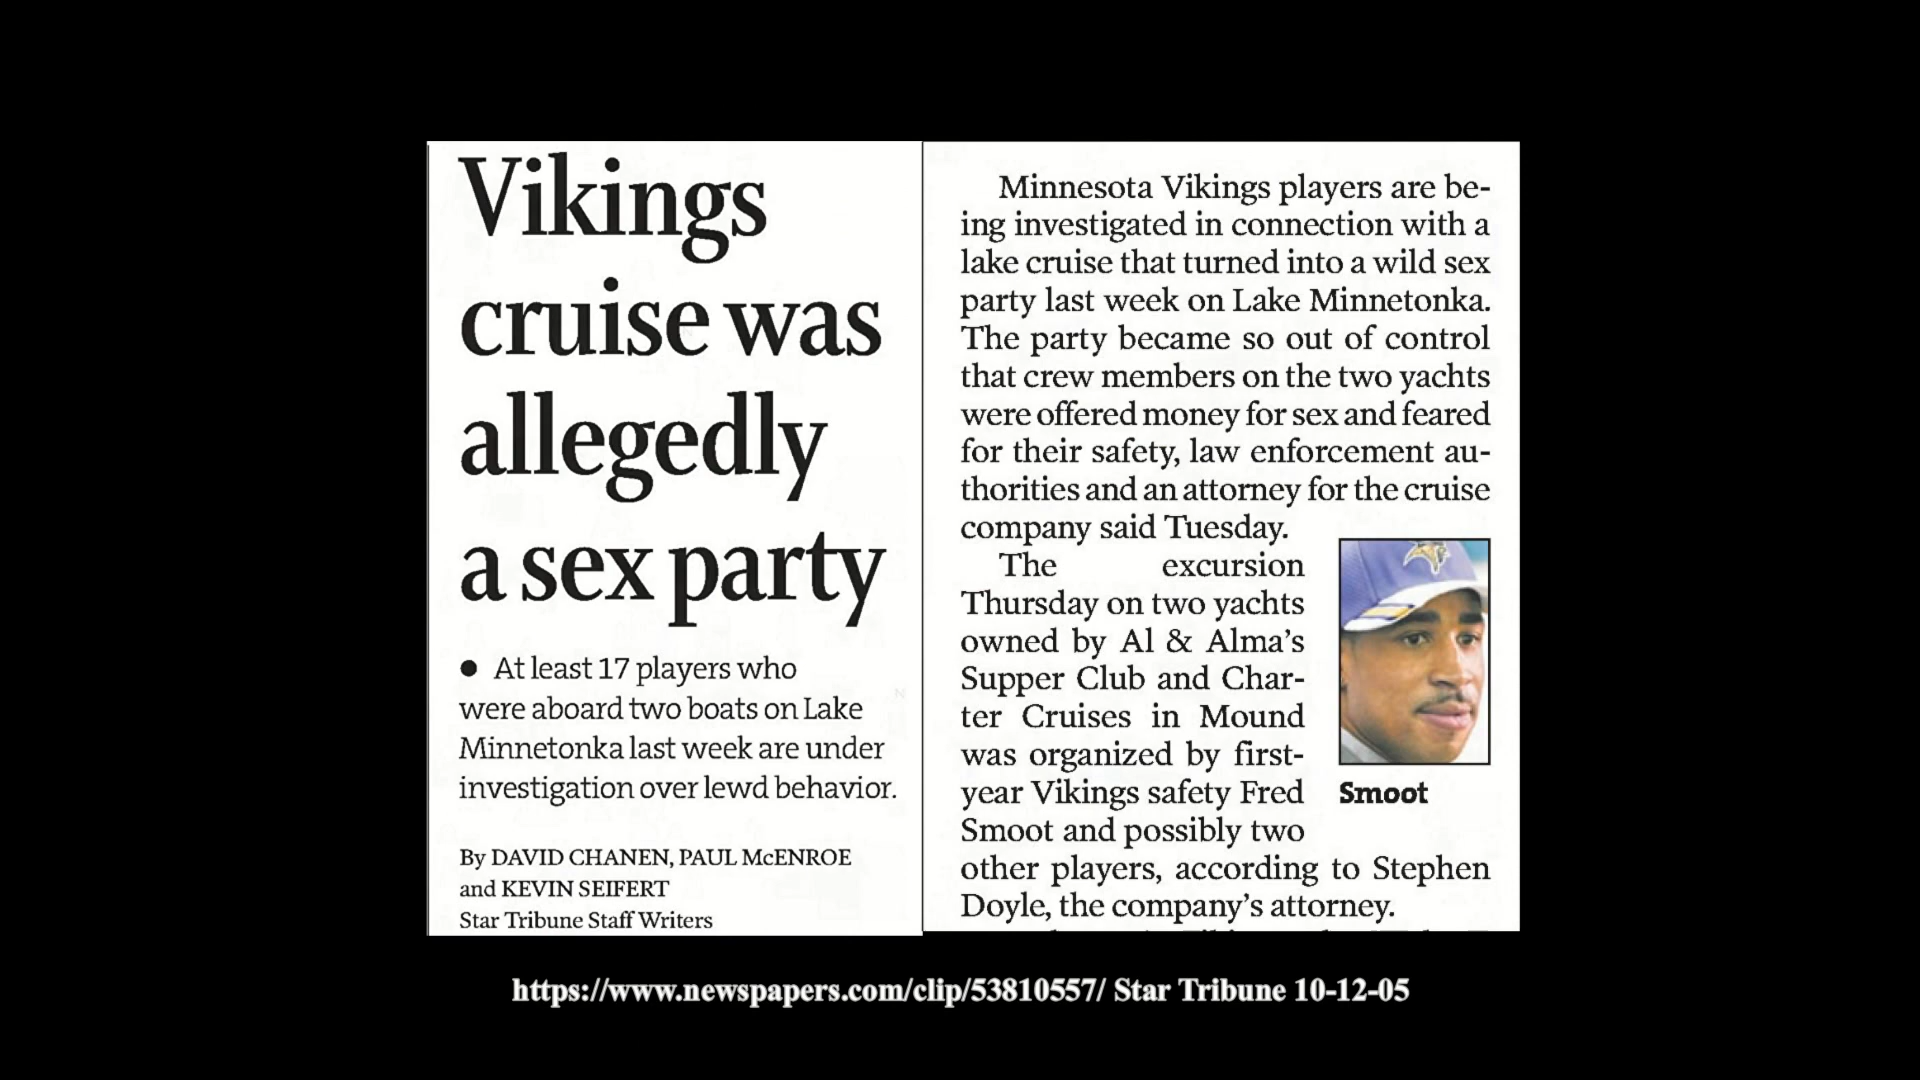 Vikings
cruise was
allegedly
a sex party
● At least 17 players who
were aboard two boats on Lake
Minnetonka last week are under
investigation over lewd behavior.
By DAVID CHANEN, PAUL McENROE
and KEVIN SEIFERT
Star Tribune Staff Writers
Minnesota Vikings players are be-
ing investigated in connection with a
lake cruise that turned into a wild sex
party last week on Lake Minnetonka.
The party became so out of control
that crew members on the two yachts
were offered money for sex and feared
for their safety, law enforcement au-
thorities and an attorney for the cruise
company said Tuesday.
The excursion
Thursday on two yachts
owned by Al & Alma's
Supper Club and Char-
ter Cruises in Mound
was organized by first-
year Vikings safety Fred
Smoot and possibly two
other players, according to Stephen
Doyle, the company's attorney.
Smoot
https://www.newspapers.com/clip/53810557/ Star Tribune 10-12-05